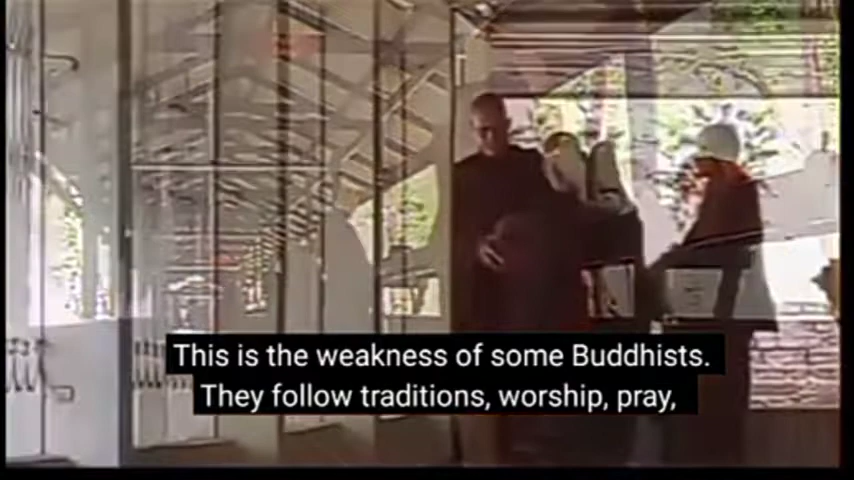 This is the weakness of some Buddhists.
They follow traditions, worship, pray,